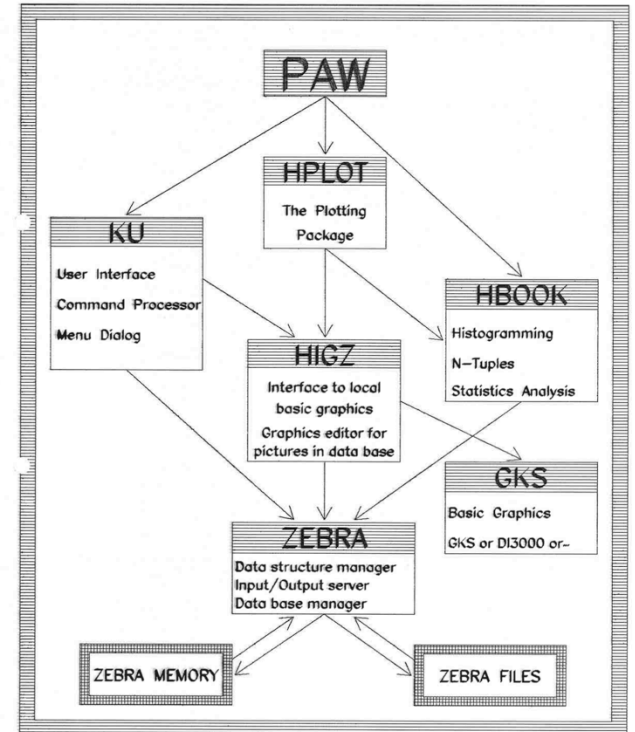 PAW
HPLOT
The Plotting
Package
KU
User Interface
Command Processor
Menu Dialog
HBOOK
Histogramming
N-Tuples
Statistics Analysis
HIGZ
Interface to local
basic graphics
Graphics editor for
pictures in data base
GKS
Basic Graphics
GKS or DI3000 or-
ZEBRA
Data structure manager
Input/Output server
Data base manager
ZEBRA MEMORY
ZEBRA FILES